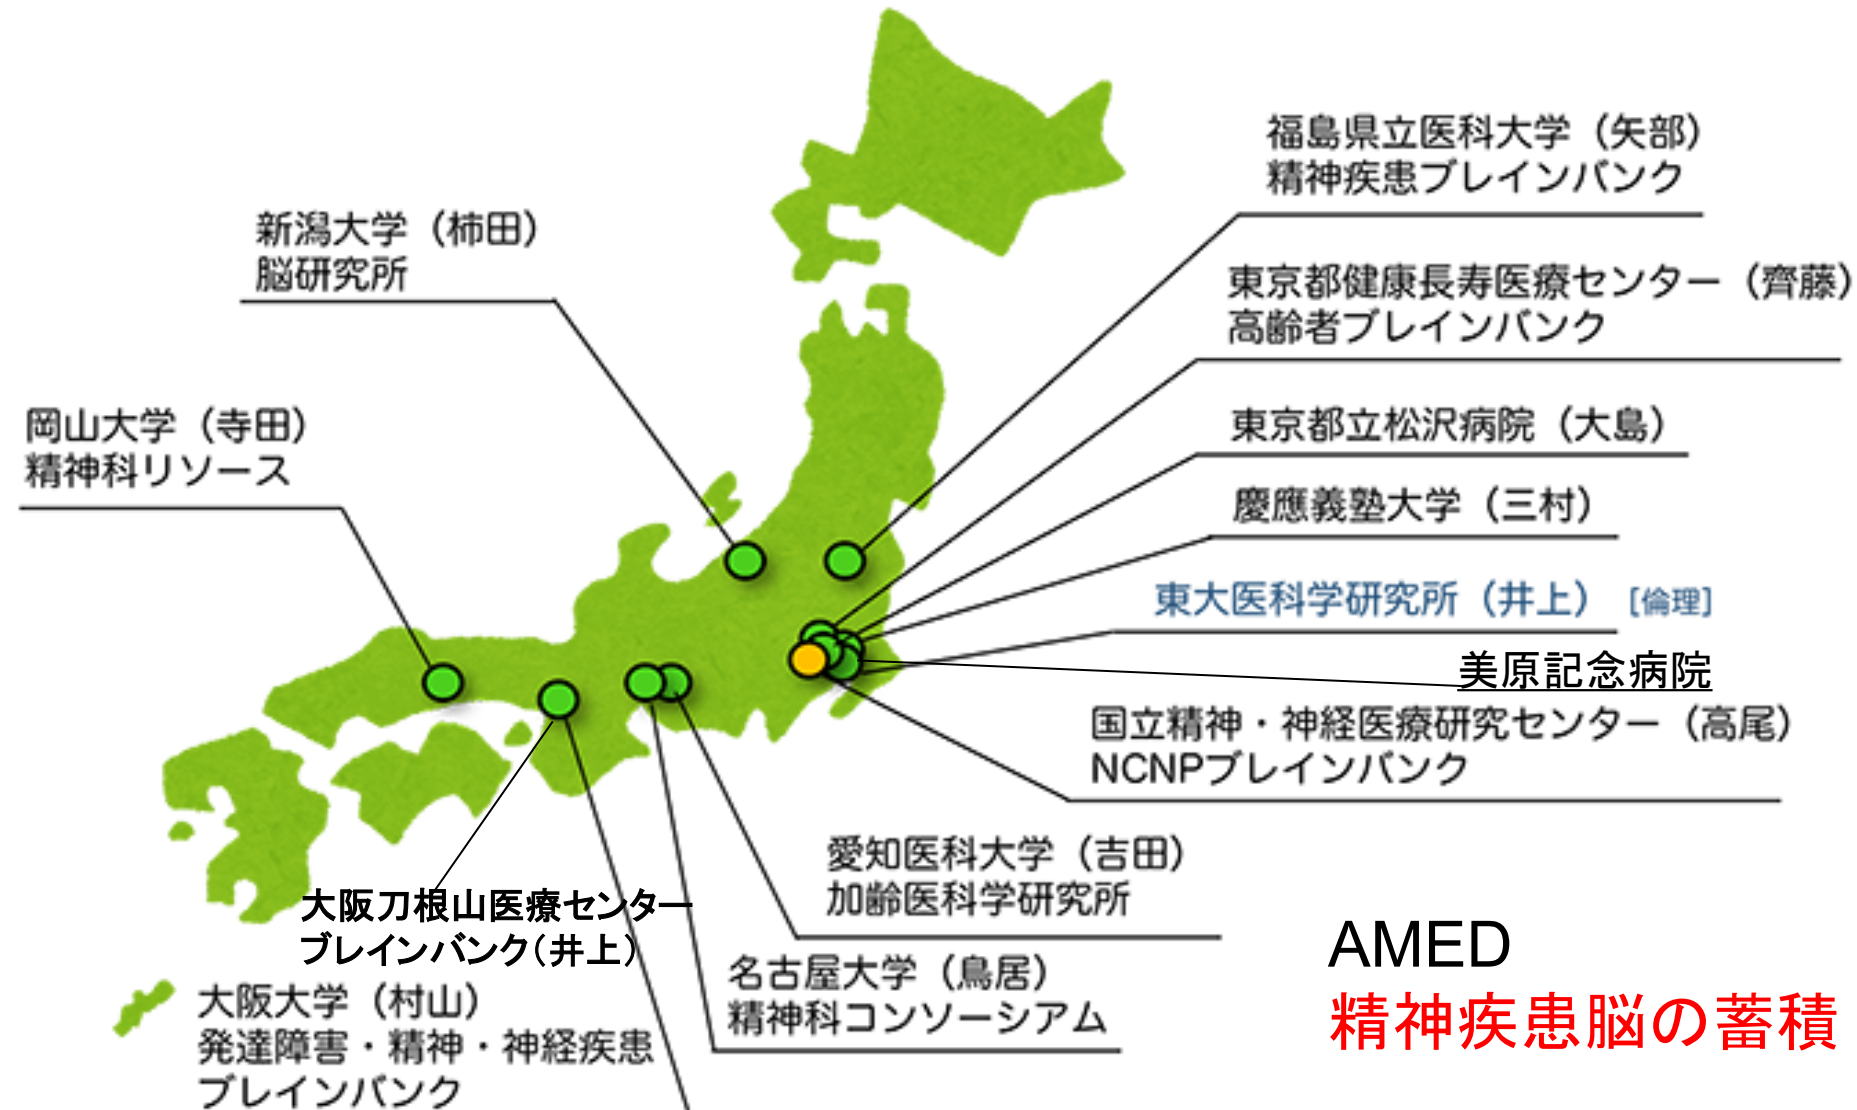 福島県立医科大学（矢部）
精神疾患ブレインバンク
新潟大学（柿田）
脳研究所
東京都健康長寿医療センター（齊藤）
高齢者ブレインバンク
岡山大学（寺田）
精神科リソース
東京都立松沢病院（大島）
慶應義塾大学（三村）
東大医科学研究所（井上） [倫理]
美原記念病院
国立精神・神経医療研究センター（高尾）
NCNPブレインバンク
愛知医科大学（吉田）
加齢医科学研究所
大阪刀根山医療センター
ブレインバンク（井上）
名古屋大学（鳥居）
精神科コンソーシアム
大阪大学（村山）
発達障害・精神・神経疾患
ブレインバンク
AMED
精神疾患脳の蓄積